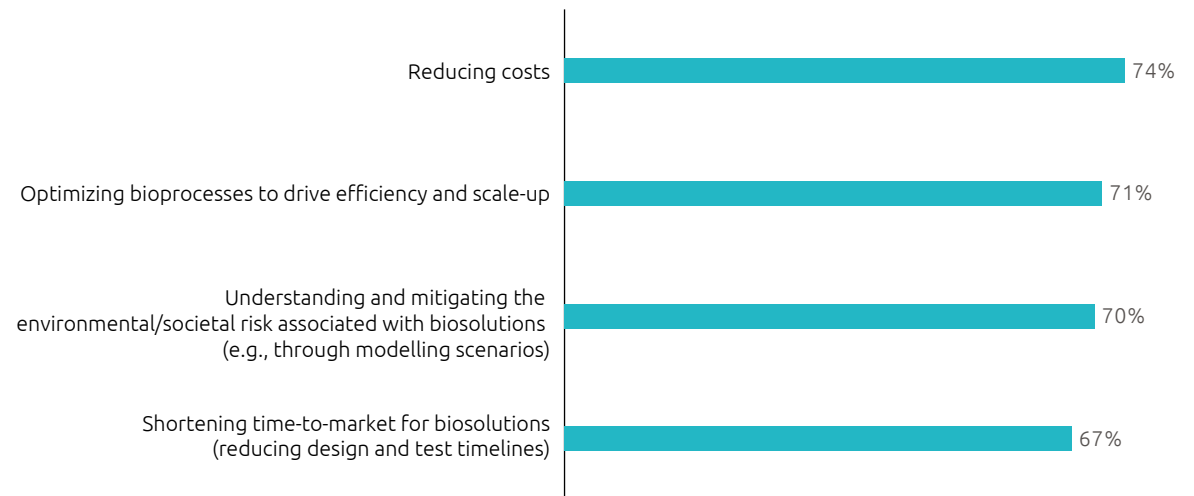 Reducing costs
74%
Optimizing bioprocesses to drive efficiency and scale-up
71%
Understanding and mitigating the
environmental/societal risk associated with biosolutions
(e.g., through modelling scenarios)
70%
Shortening time-to-market for biosolutions
(reducing design and test timelines)
67%